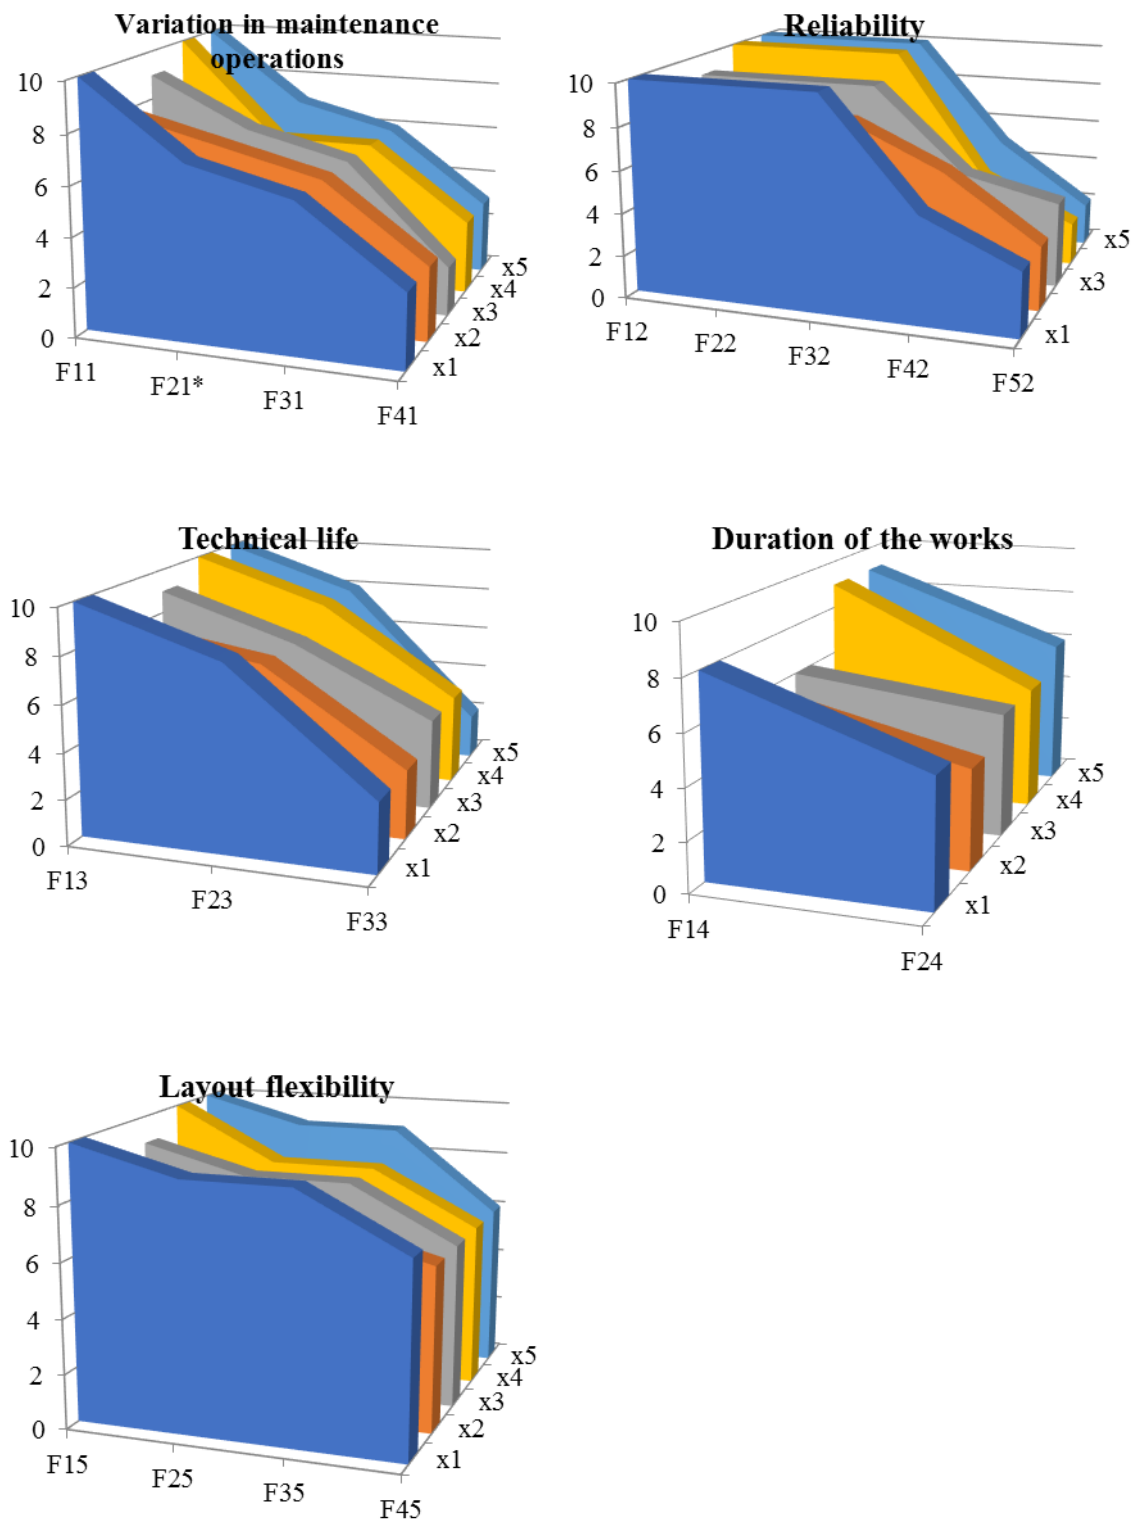 Variation in maintenance
operations
10
8
6
4
2
0
F11
F21*
F31
F41
x1
x2
x3
x4
x5
Reliability
10
8
6
4
2
0
F12
F22
F32
F42
F52
x1
x3
x5
Technical life
10
8
6
4
2
0
F13
F23
F33
x1
x2
x3
x4
x5
Duration of the works
10
8
6
4
2
0
F14
F24
x1
x2
x3
x4
x5
Layout flexibility
10
8
6
4
2
0
F15
F25
F35
F45
x1
x2
x3
x4
x5